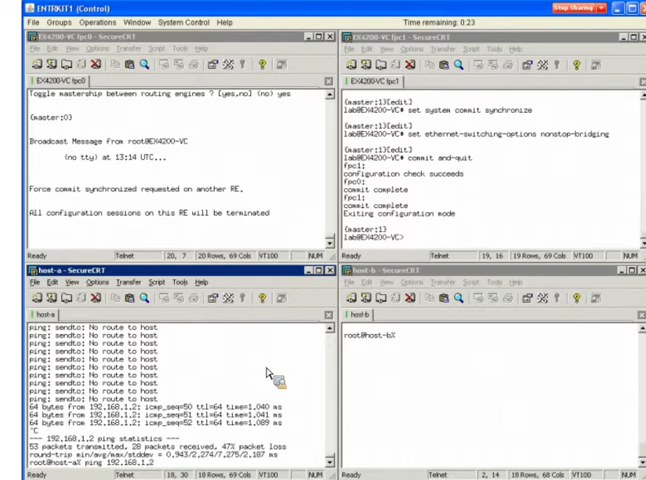 ENTRKIT1 (Control)
Stop Sharing
File Groups Operations Window System Control Help
Time remaining: 0:23
EX4200-VC fpc0 - SecureCRT
File Edit View Options Transfer Script Tools Help
EX4200-VC fpc0
Toggle mastership between routing engines ? [yes,no] (no) yes
{master:0}
Broadcast Message from root@EX4200-VC
(no tty) at 13:14 UTC...
Force commit synchronized requested on another RE.
All configuration sessions on this RE will be terminated
Ready
Telnet
20, 7
20 Rows, 69 Cols
VT100
NUM
EX4200-VC fpc1 - SecureCRT
File Edit View Options Transfer Script Tools Help
EX4200-VC fpc1
{master:1}[edit]
lab@EX4200-VC# set system commit synchronize
{master:1}[edit]
lab@EX4200-VC# set ethernet-switching-options nonstop-bridging
{master:1}[edit]
lab@EX4200-VC# commit and-quit
fpc1:
configuration check succeeds
fpc0:
commit complete
fpc1:
commit complete
Exiting configuration mode
{master:1}
lab@EX4200-VC>
Ready
Telnet
19, 16
19 Rows, 69 Cols
VT100
NUM
host-a - SecureCRT
File Edit View Options Transfer Script Tools Help
host-a
ping: sendto: No route to host
ping: sendto: No route to host
ping: sendto: No route to host
ping: sendto: No route to host
ping: sendto: No route to host
ping: sendto: No route to host
ping: sendto: No route to host
ping: sendto: No route to host
ping: sendto: No route to host
ping: sendto: No route to host
64 bytes from 192.168.1.2: icmp_seq=50 ttl=64 time=1.040 ms
64 bytes from 192.168.1.2: icmp_seq=51 ttl=64 time=1.041 ms
64 bytes from 192.168.1.2: icmp_seq=52 ttl=64 time=1.089 ms
^C
--- 192.168.1.2 ping statistics ---
53 packets transmitted, 28 packets received, 47% packet loss
round-trip min/avg/max/stddev = 0.943/2.274/7.275/2.187 ms
root@host-a% ping 192.168.1.2
Ready
Telnet
18, 30
18 Rows, 69 Cols
VT100
NUM
host-b - SecureCRT
File Edit View Options Transfer Script Tools Help
host-b
root@host-b%
Ready
Telnet
2, 14
18 Rows, 69 Cols
VT100
NUM